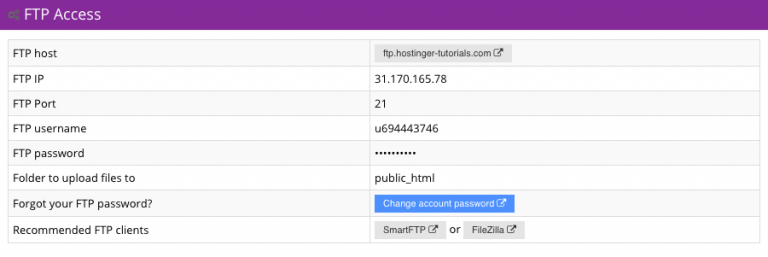 FTP Access
FTP host ftp.hostinger-tutorials.com
FTP IP 31.170.165.78
FTP Port 21
FTP username u694443746
FTP password ••••••••••
Folder to upload files to public_html
Forgot your FTP password? Change account password
Recommended FTP clients SmartFTP or FileZilla